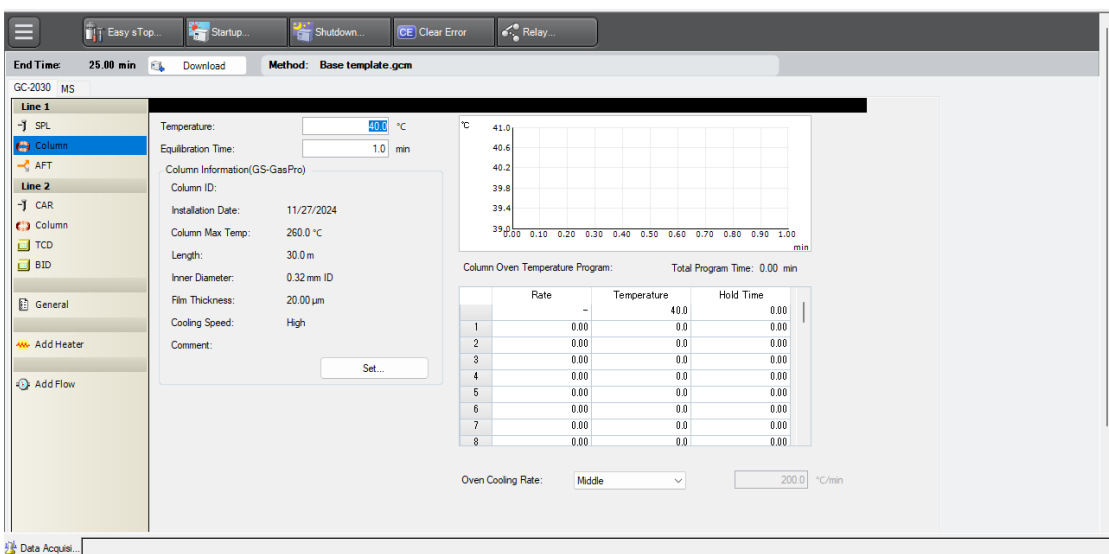 Easy sTop... Startup... Shutdown... CE Clear Error Relay...
End Time: 25.00 min Download Method: Base template.gcm
GC-2030 MS
Line 1
SPL
Column
AFT
Line 2
CAR
Column
TCD
BID
General
Add Heater
Add Flow
Temperature: 40.0 °C
Equilibration Time: 1.0 min
Column Information(GS-GasPro)
Column ID:
Installation Date: 11/27/2024
Column Max Temp: 260.0 °C
Length: 30.0 m
Inner Diameter: 0.32 mm ID
Film Thickness: 20.00 µm
Cooling Speed: High
Comment:
Set...
°C
41.0
40.6
40.2
39.8
39.4
39.0
0.00 0.10 0.20 0.30 0.40 0.50 0.60 0.70 0.80 0.90 1.00
min
Column Oven Temperature Program: Total Program Time: 0.00 min
Rate Temperature Hold Time
- 40.0 0.00
1 0.00 0.0 0.00
2 0.00 0.0 0.00
3 0.00 0.0 0.00
4 0.00 0.0 0.00
5 0.00 0.0 0.00
6 0.00 0.0 0.00
7 0.00 0.0 0.00
8 0.00 0.0 0.00
Oven Cooling Rate: Middle 200.0 °C/min
Data Acquisi...